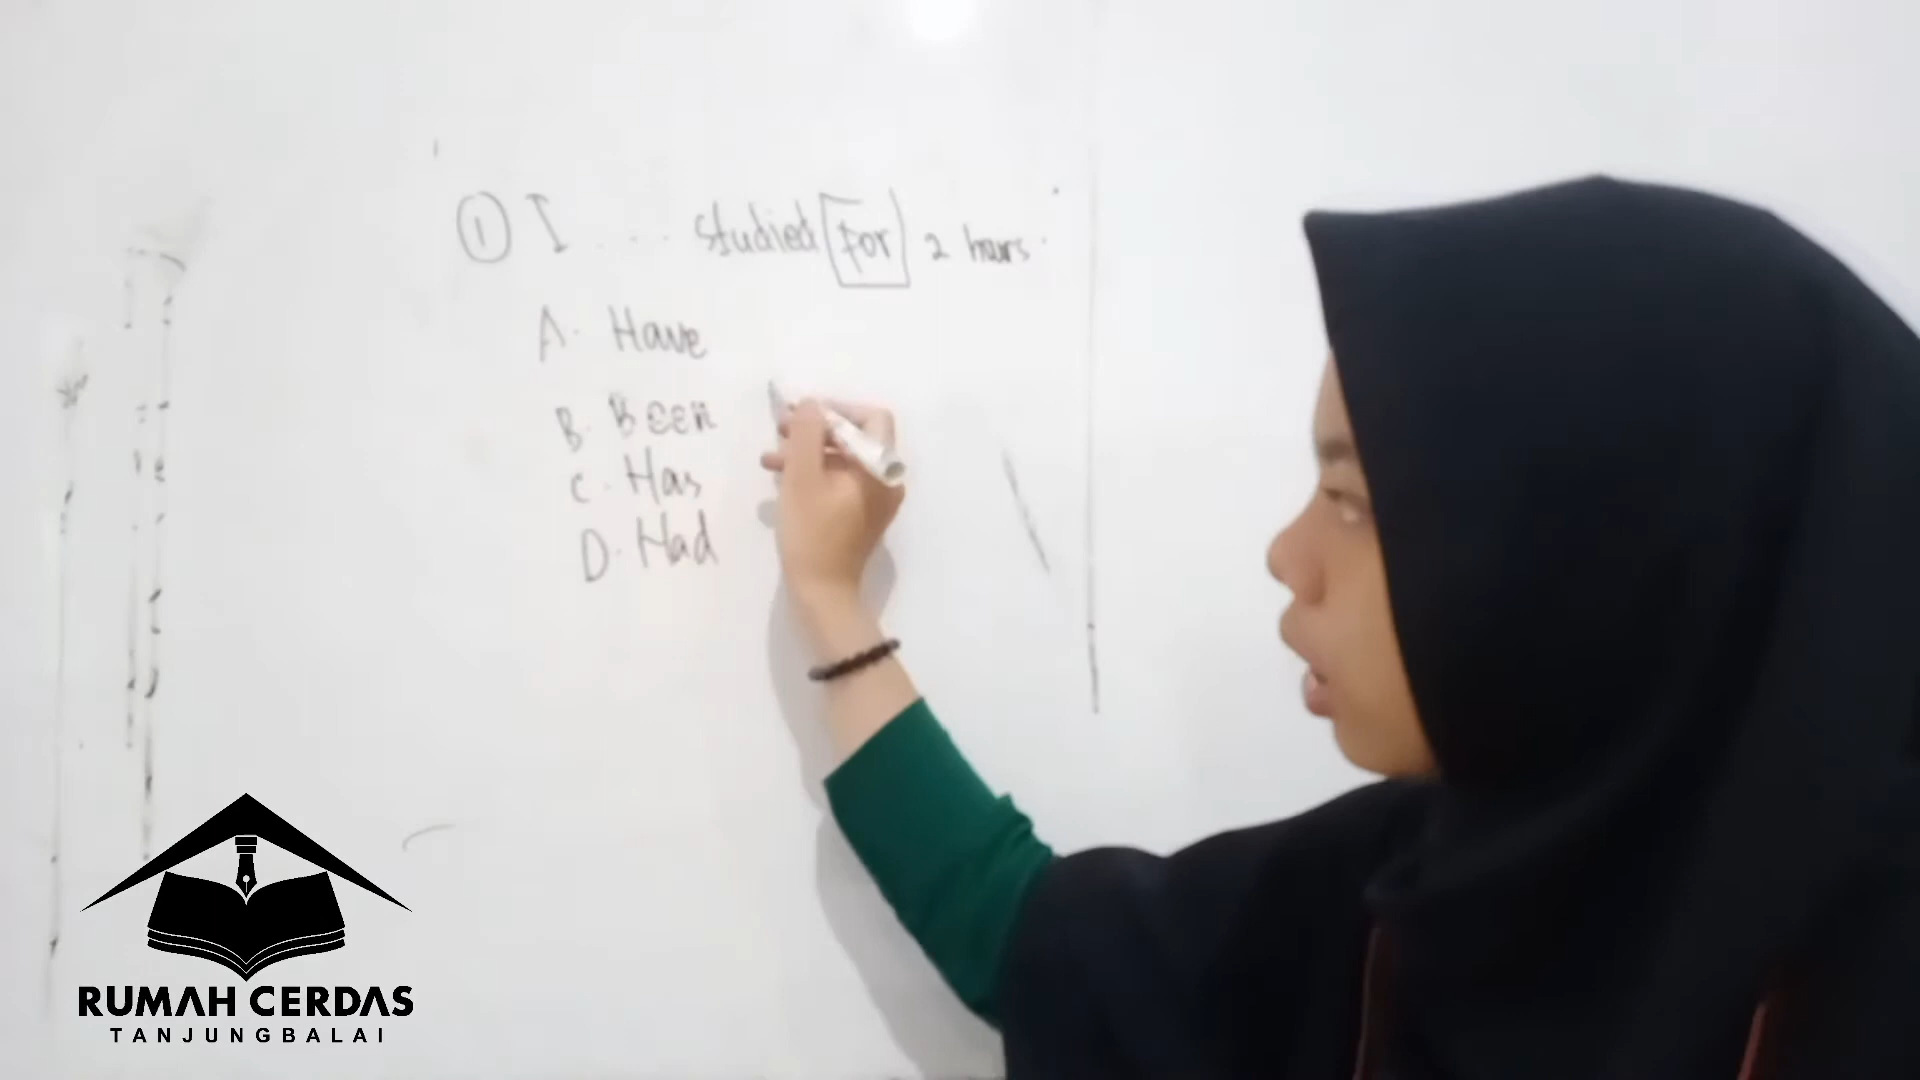 ① I .... studied for 2 hours.
A. Have
B. Been
C. Has
D. Had
RUMAH CERDAS
TANJUNGBALAI